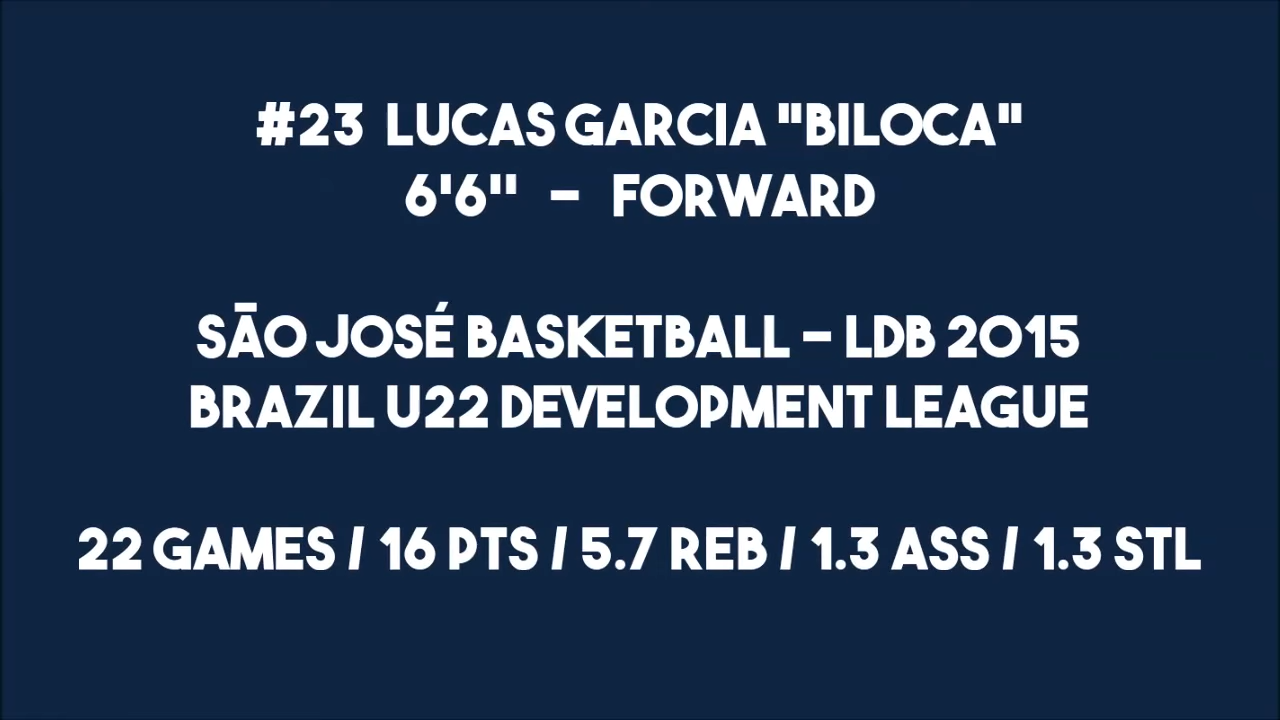 #23 LUCAS GARCIA "BILOCA"
6'6" - FORWARD
SÃO JOSÉ BASKETBALL - LDB 2015
BRAZIL U22 DEVELOPMENT LEAGUE
22 GAMES / 16 PTS / 5.7 REB / 1.3 ASS / 1.3 STL